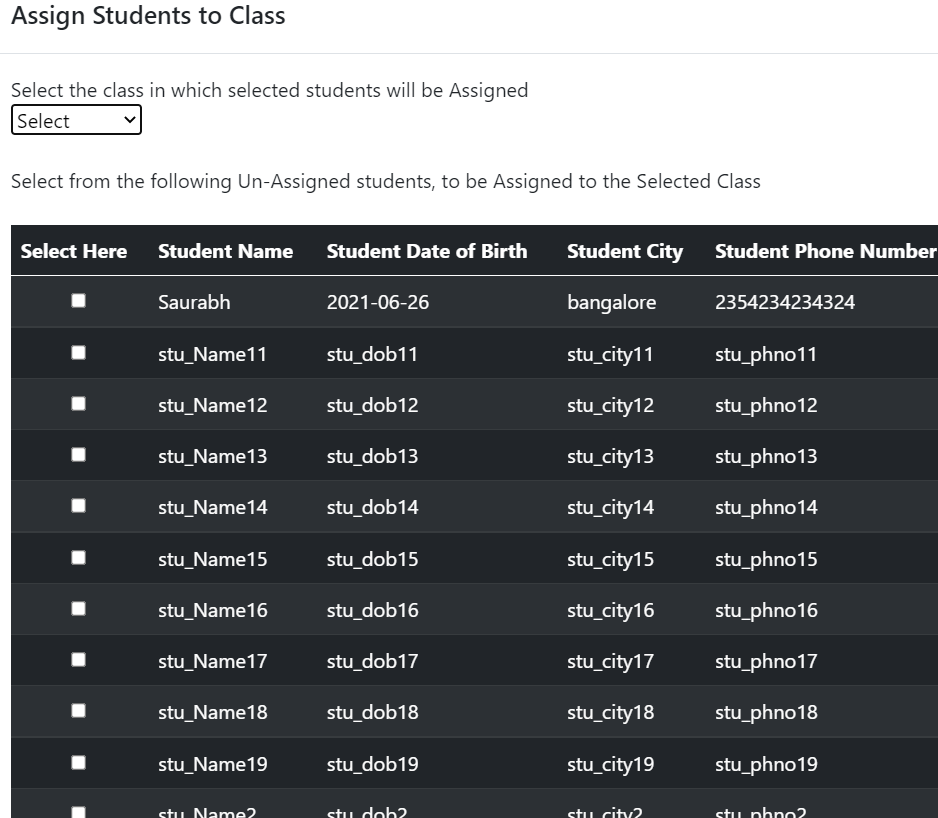 Assign Students to Class
Select the class in which selected students will be Assigned
Select
Select from the following Un-Assigned students, to be Assigned to the Selected Class
Select Here Student Name Student Date of Birth Student City Student Phone Number
Saurabh 2021-06-26 bangalore 2354234234324
stu_Name11 stu_dob11 stu_city11 stu_phno11
stu_Name12 stu_dob12 stu_city12 stu_phno12
stu_Name13 stu_dob13 stu_city13 stu_phno13
stu_Name14 stu_dob14 stu_city14 stu_phno14
stu_Name15 stu_dob15 stu_city15 stu_phno15
stu_Name16 stu_dob16 stu_city16 stu_phno16
stu_Name17 stu_dob17 stu_city17 stu_phno17
stu_Name18 stu_dob18 stu_city18 stu_phno18
stu_Name19 stu_dob19 stu_city19 stu_phno19
stu_Name2 stu_dob2 stu_city2 stu_phno2